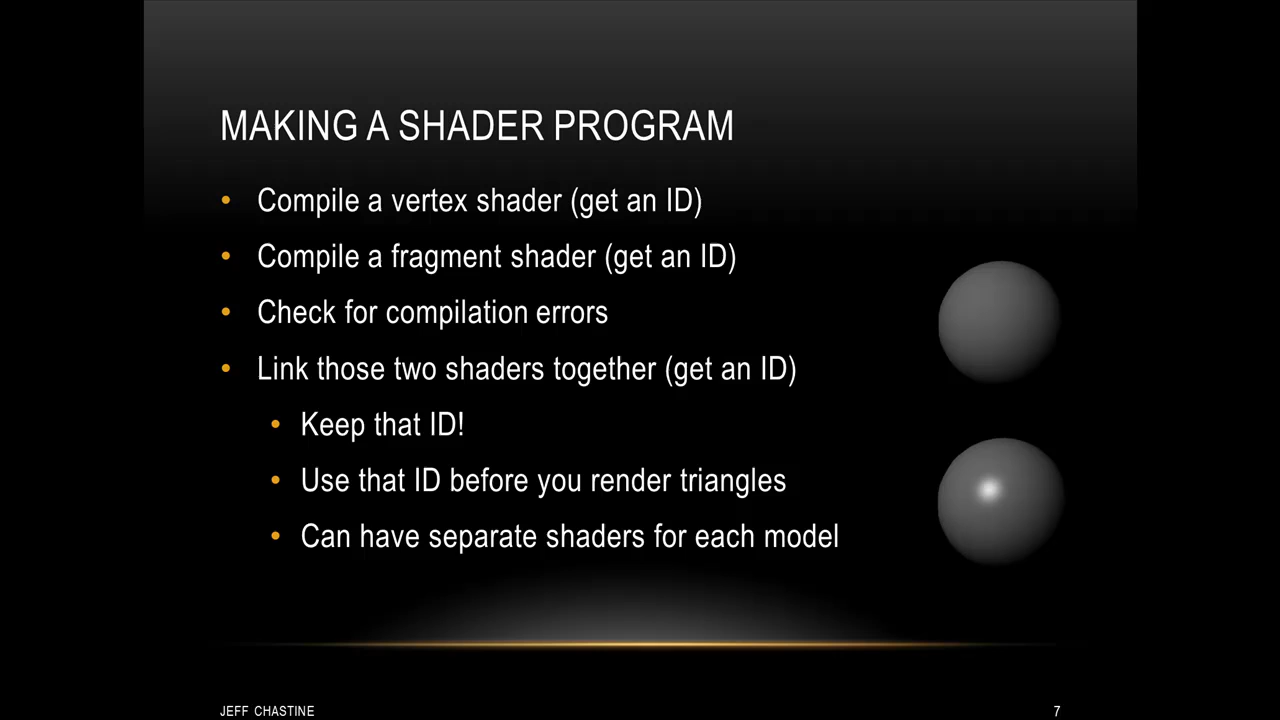 MAKING A SHADER PROGRAM
• Compile a vertex shader (get an ID)
• Compile a fragment shader (get an ID)
• Check for compilation errors
• Link those two shaders together (get an ID)
• Keep that ID!
• Use that ID before you render triangles
• Can have separate shaders for each model
JEFF CHASTINE
7